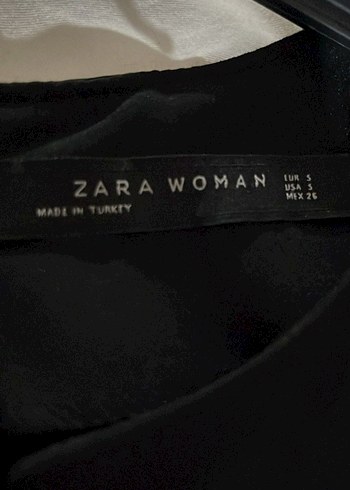 ZARA WOMAN
MADE IN TURKEY
EUR S
USA S
MEX 26